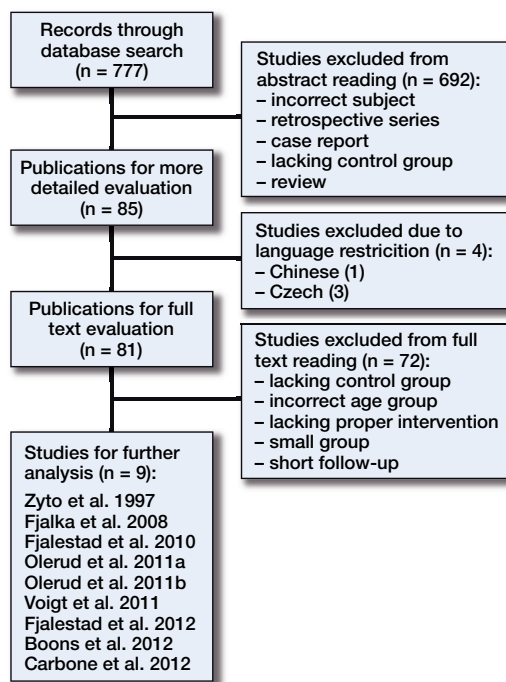 Records through
database search
(n = 777)
Studies excluded from
abstract reading (n = 692):
– incorrect subject
– retrospective series
– case report
– lacking control group
– review
Publications for more
detailed evaluation
(n = 85)
Studies excluded due to
language restricition (n = 4):
– Chinese (1)
– Czech (3)
Publications for full
text evaluation
(n = 81)
Studies excluded from full
text reading (n = 72):
– lacking control group
– incorrect age group
– lacking proper intervention
– small group
– short follow-up
Studies for further
analysis (n = 9):
Zyto et al. 1997
Fjalka et al. 2008
Fjalestad et al. 2010
Olerud et al. 2011a
Olerud et al. 2011b
Voigt et al. 2011
Fjalestad et al. 2012
Boons et al. 2012
Carbone et al. 2012